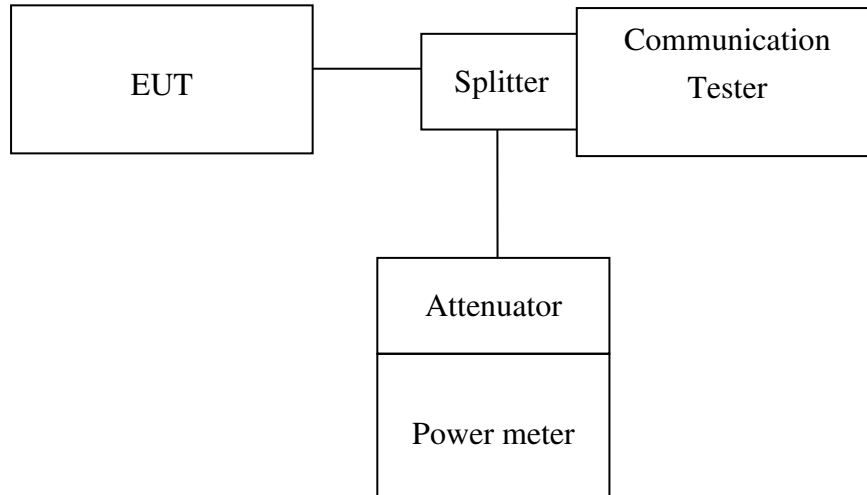 EUT
Splitter
Communication
Tester
Attenuator
Power meter